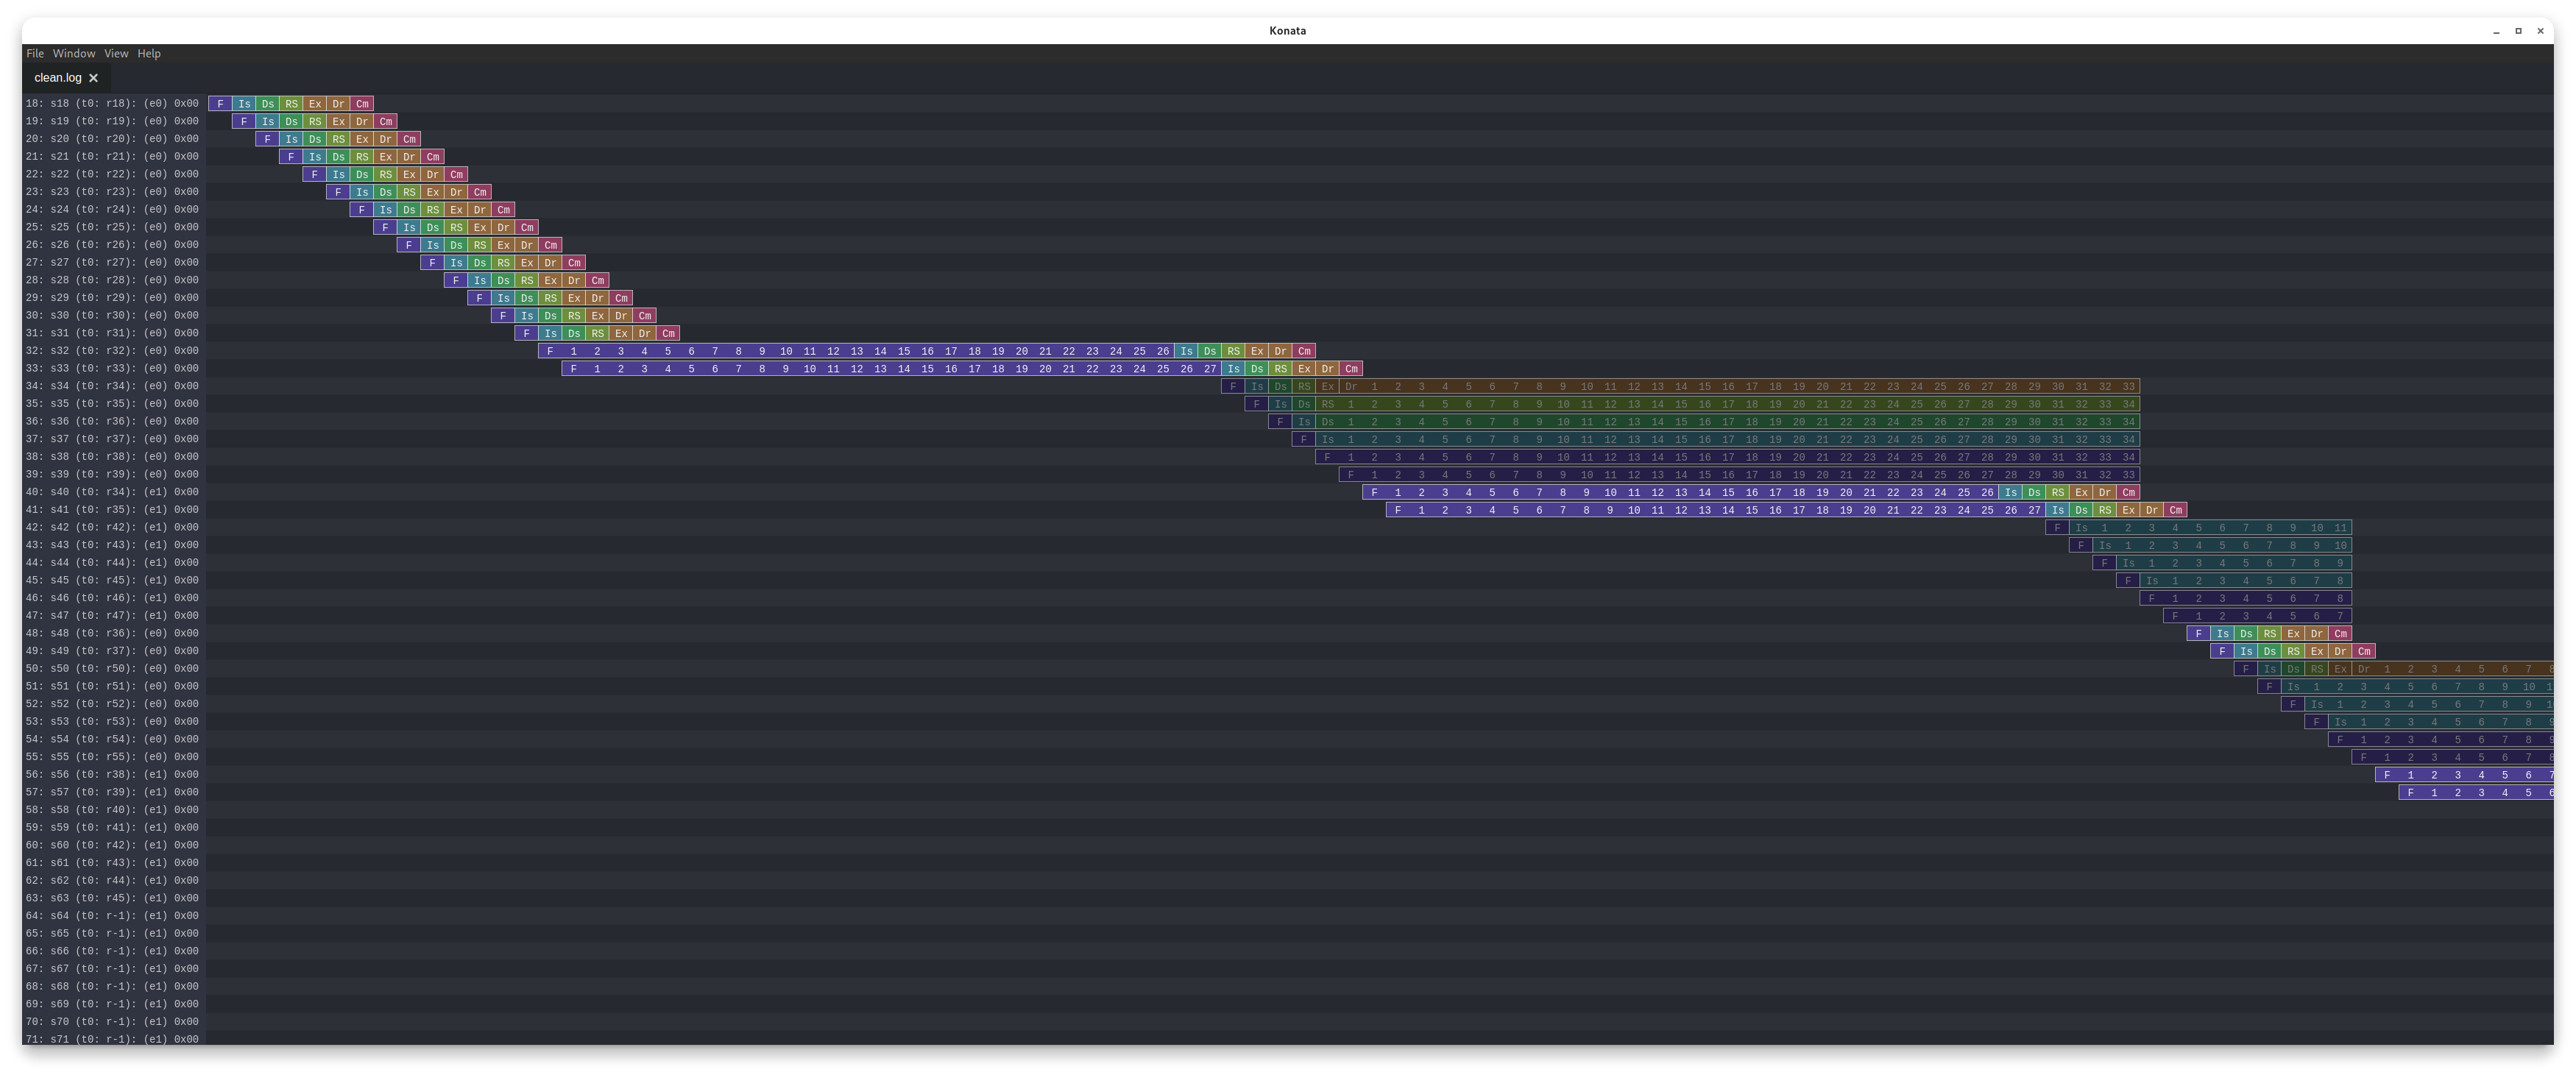 Konata
File Window View Help
clean.log
18: s18 (t0: r18): (e0) 0x00 F Is Ds RS Ex Dr Cm
19: s19 (t0: r19): (e0) 0x00 F Is Ds RS Ex Dr Cm
20: s20 (t0: r20): (e0) 0x00 F Is Ds RS Ex Dr Cm
21: s21 (t0: r21): (e0) 0x00 F Is Ds RS Ex Dr Cm
22: s22 (t0: r22): (e0) 0x00 F Is Ds RS Ex Dr Cm
23: s23 (t0: r23): (e0) 0x00 F Is Ds RS Ex Dr Cm
24: s24 (t0: r24): (e0) 0x00 F Is Ds RS Ex Dr Cm
25: s25 (t0: r25): (e0) 0x00 F Is Ds RS Ex Dr Cm
26: s26 (t0: r26): (e0) 0x00 F Is Ds RS Ex Dr Cm
27: s27 (t0: r27): (e0) 0x00 F Is Ds RS Ex Dr Cm
28: s28 (t0: r28): (e0) 0x00 F Is Ds RS Ex Dr Cm
29: s29 (t0: r29): (e0) 0x00 F Is Ds RS Ex Dr Cm
30: s30 (t0: r30): (e0) 0x00 F Is Ds RS Ex Dr Cm
31: s31 (t0: r31): (e0) 0x00 F Is Ds RS Ex Dr Cm
32: s32 (t0: r32): (e0) 0x00 F 1 2 3 4 5 6 7 8 9 10 11 12 13 14 15 16 17 18 19 20 21 22 23 24 25 26 Is Ds RS Ex Dr Cm
33: s33 (t0: r33): (e0) 0x00 F 1 2 3 4 5 6 7 8 9 10 11 12 13 14 15 16 17 18 19 20 21 22 23 24 25 26 27 Is Ds RS Ex Dr Cm
34: s34 (t0: r34): (e0) 0x00 F Is Ds RS Ex Dr 1 2 3 4 5 6 7 8 9 10 11 12 13 14 15 16 17 18 19 20 21 22 23 24 25 26 27 28 29 30 31 32 33
35: s35 (t0: r35): (e0) 0x00 F Is Ds RS 1 2 3 4 5 6 7 8 9 10 11 12 13 14 15 16 17 18 19 20 21 22 23 24 25 26 27 28 29 30 31 32 33 34
36: s36 (t0: r36): (e0) 0x00 F Is Ds 1 2 3 4 5 6 7 8 9 10 11 12 13 14 15 16 17 18 19 20 21 22 23 24 25 26 27 28 29 30 31 32 33 34
37: s37 (t0: r37): (e0) 0x00 F Is 1 2 3 4 5 6 7 8 9 10 11 12 13 14 15 16 17 18 19 20 21 22 23 24 25 26 27 28 29 30 31 32 33 34
38: s38 (t0: r38): (e0) 0x00 F 1 2 3 4 5 6 7 8 9 10 11 12 13 14 15 16 17 18 19 20 21 22 23 24 25 26 27 28 29 30 31 32 33 34
39: s39 (t0: r39): (e0) 0x00 F 1 2 3 4 5 6 7 8 9 10 11 12 13 14 15 16 17 18 19 20 21 22 23 24 25 26 27 28 29 30 31 32 33
40: s40 (t0: r34): (e1) 0x00 F 1 2 3 4 5 6 7 8 9 10 11 12 13 14 15 16 17 18 19 20 21 22 23 24 25 26 Is Ds RS Ex Dr Cm
41: s41 (t0: r35): (e1) 0x00 F 1 2 3 4 5 6 7 8 9 10 11 12 13 14 15 16 17 18 19 20 21 22 23 24 25 26 27 Is Ds RS Ex Dr Cm
42: s42 (t0: r42): (e1) 0x00 F Is 1 2 3 4 5 6 7 8 9 10 11
43: s43 (t0: r43): (e1) 0x00 F Is 1 2 3 4 5 6 7 8 9 10
44: s44 (t0: r44): (e1) 0x00 F Is 1 2 3 4 5 6 7 8 9
45: s45 (t0: r45): (e1) 0x00 F Is 1 2 3 4 5 6 7 8
46: s46 (t0: r46): (e1) 0x00 F 1 2 3 4 5 6 7 8
47: s47 (t0: r47): (e1) 0x00 F 1 2 3 4 5 6 7
48: s48 (t0: r36): (e0) 0x00 F Is Ds RS Ex Dr Cm
49: s49 (t0: r37): (e0) 0x00 F Is Ds RS Ex Dr Cm
50: s50 (t0: r50): (e0) 0x00 F Is Ds RS Ex Dr 1 2 3 4 5 6 7 8
51: s51 (t0: r51): (e0) 0x00 F Is 1 2 3 4 5 6 7 8 9 10
52: s52 (t0: r52): (e0) 0x00 F Is 1 2 3 4 5 6 7 8 9
53: s53 (t0: r53): (e0) 0x00 F Is 1 2 3 4 5 6 7 8 9
54: s54 (t0: r54): (e0) 0x00 F 1 2 3 4 5 6 7 8 9
55: s55 (t0: r55): (e0) 0x00 F 1 2 3 4 5 6 7 8
56: s56 (t0: r38): (e1) 0x00 F 1 2 3 4 5 6 7
57: s57 (t0: r39): (e1) 0x00 F 1 2 3 4 5 6
58: s58 (t0: r40): (e1) 0x00
59: s59 (t0: r41): (e1) 0x00
60: s60 (t0: r42): (e1) 0x00
61: s61 (t0: r43): (e1) 0x00
62: s62 (t0: r44): (e1) 0x00
63: s63 (t0: r45): (e1) 0x00
64: s64 (t0: r-1): (e1) 0x00
65: s65 (t0: r-1): (e1) 0x00
66: s66 (t0: r-1): (e1) 0x00
67: s67 (t0: r-1): (e1) 0x00
68: s68 (t0: r-1): (e1) 0x00
69: s69 (t0: r-1): (e1) 0x00
70: s70 (t0: r-1): (e1) 0x00
71: s71 (t0: r-1): (e1) 0x00